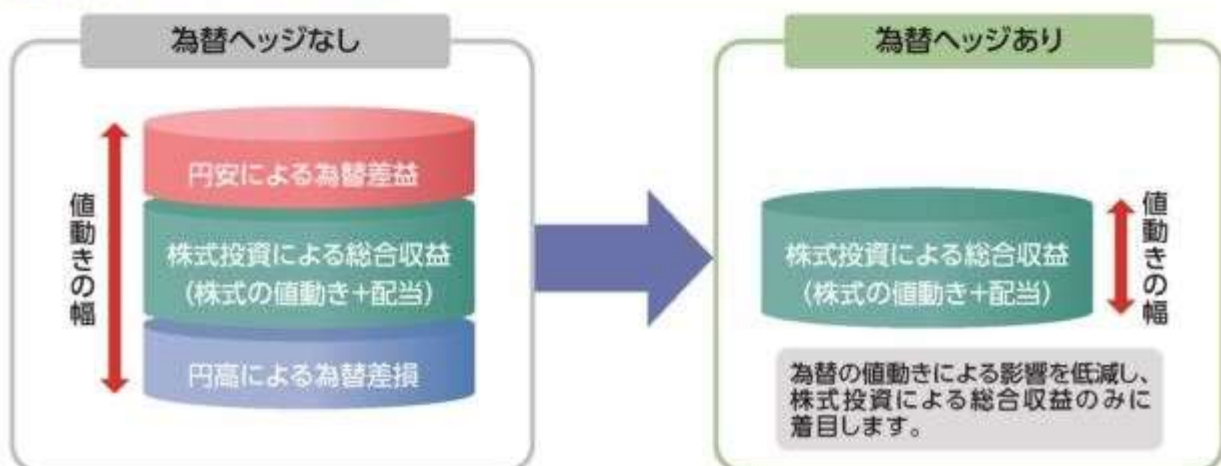 為替ヘッジなし
値動きの幅
円安による為替差益
株式投資による総合収益
(株式の値動き+配当)
円高による為替差損
為替ヘッジあり
株式投資による総合収益
(株式の値動き+配当)
値動きの幅
為替の値動きによる影響を低減し、
株式投資による総合収益のみに
着目します。